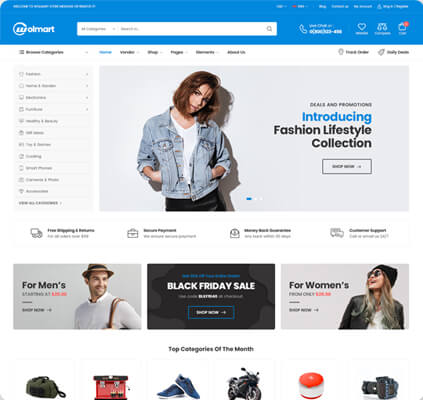 WELCOME TO WOLMART STORE MESSAGE OR REMOVE IT!
USD
ENG
Blog
Contact Us
My Account
Sign In / Register
Wolmart
All Categories
Search in...
Live Chat or :
0(800)123-456
Wishlist
Compare
Cart
Browse Categories
Home
Vendor
Shop
Pages
Elements
About Us
Track Order
Daily Deals
Fashion
Home & Garden
Electronics
Furniture
Healthy & Beauty
Gift Ideas
Toy & Games
Cooking
Smart Phones
Cameras & Photo
Accessories
VIEW ALL CATEGORIES
DEALS AND PROMOTIONS
Introducing
Fashion Lifestyle
Collection
SHOP NOW
Free Shipping & Returns
For all orders over $99
Secure Payment
We ensure secure payment
Money Back Guarantee
Any back within 30 days
Customer Support
Call or email us 24/7
For Men's
STARTING AT $29.00
SHOP NOW
Get 20% Off Your Entire Order!
BLACK FRIDAY SALE
Use code BLKFRI40 at checkout
SHOP NOW
For Women's
FROM ONLY
SHOP NOW
Top Categories Of The Month